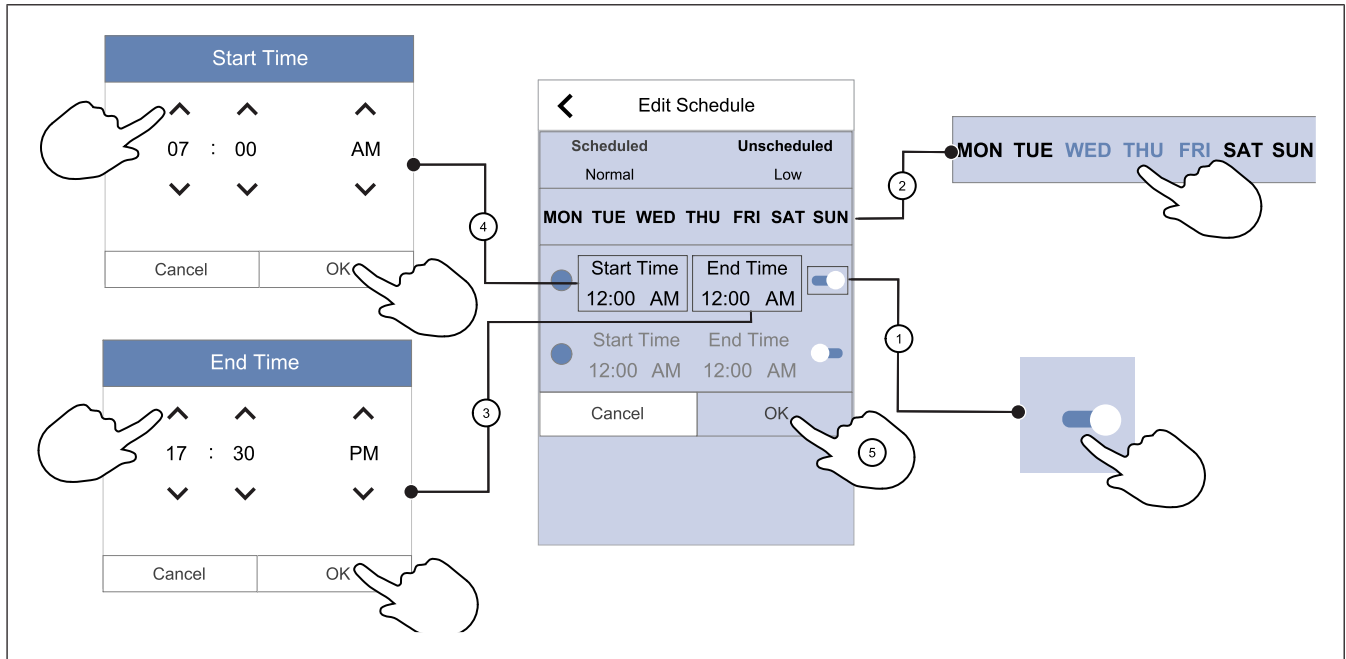 Start Time
07 : 00 AM
Cancel OK
4
End Time
17 : 30 PM
Cancel OK
3
Edit Schedule
Scheduled Unscheduled
Normal Low
MON TUE WED THU FRI SAT SUN
Start Time End Time
12:00 AM 12:00 AM
Start Time End Time
12:00 AM 12:00 AM
Cancel OK
5
2
MON TUE WED THU FRI SAT SUN
1